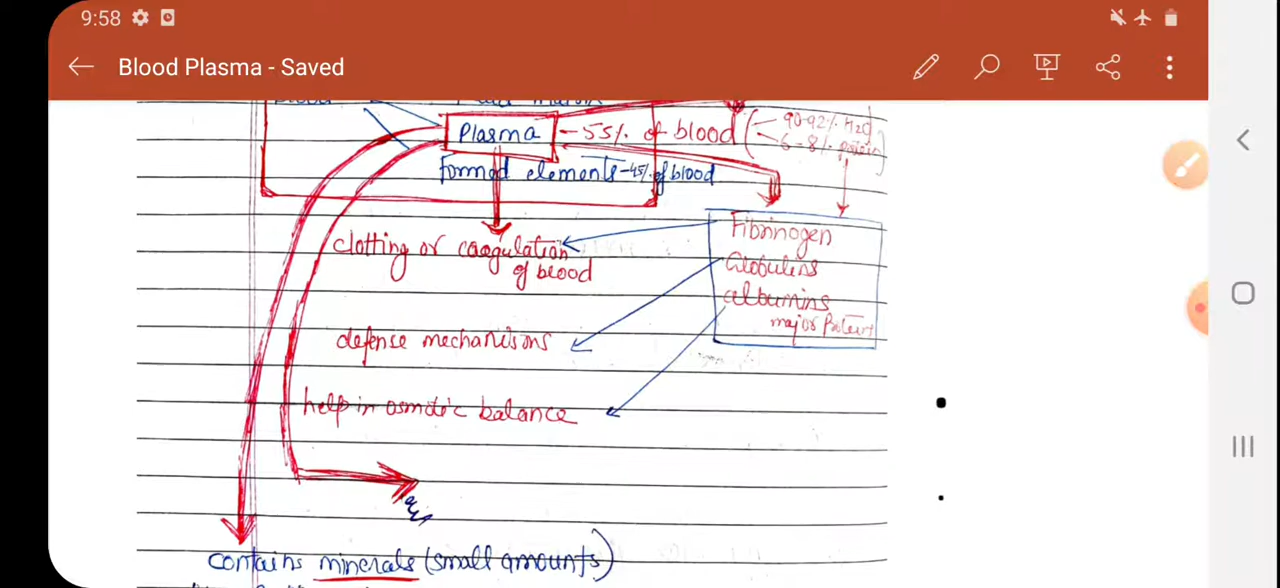 9:58
Blood Plasma - Saved
Plasma - 55% of blood
90-92% H2O
6-8% protein
Formed elements - 45% of blood
Fibrinogen
Globulins
albumins
major Proteins
clotting or coagulation
of blood
defense mechanisms
help in osmotic balance
contains minerals (small amounts)